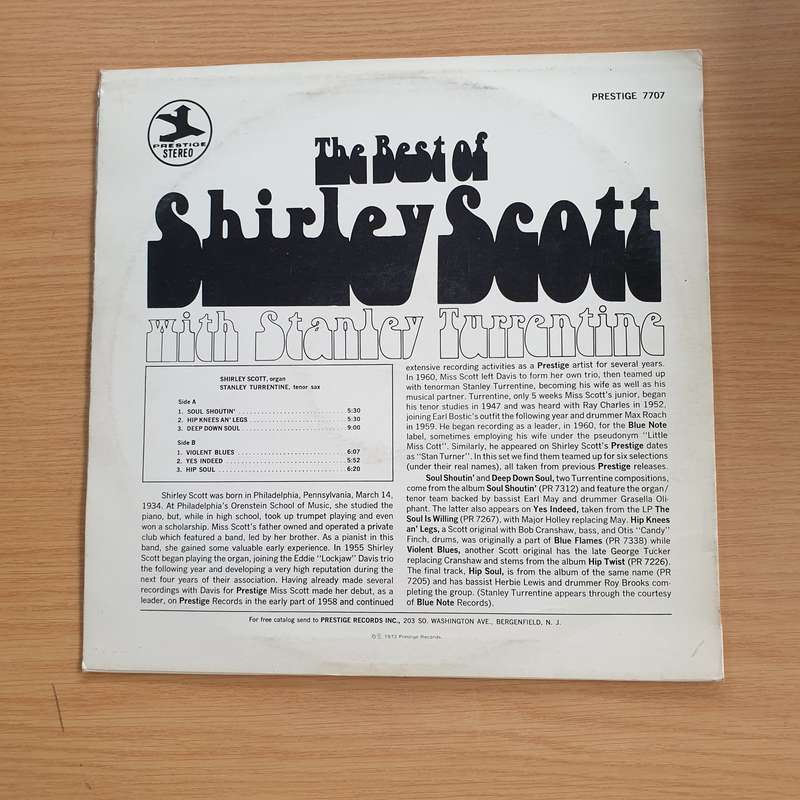 PRESTIGE 7707
PRESTIGE
STEREO
The Best of
Shirley Scott
with Stanley Turrentine
SHIRLEY SCOTT, organ
STANLEY TURRENTINE, tenor sax
Side A
1. SOUL SHOUTIN' 5:30
2. HIP KNEES AN' LEGS 5:30
3. DEEP DOWN SOUL 9:00
Side B
1. VIOLENT BLUES 6:07
2. YES INDEED 5:52
3. HIP SOUL 6:20
Shirley Scott was born in Philadelphia, Pennsylvania, March 14,
1934. At Philadelphia's Orenstein School of Music, she studied the
piano, but, while in high school, took up trumpet playing and even
won a scholarship. Miss Scott's father owned and operated a private
club which featured a band, led by her brother. As a pianist in this
band, she gained some valuable early experience. In 1955 Shirley
Scott began playing the organ, joining the Eddie "Lockjaw" Davis trio
the following year and developing a very high reputation during the
next four years of their association. Having already made several
recordings with Davis for Prestige Miss Scott made her debut, as a
leader, on Prestige Records in the early part of 1958 and continued
extensive recording activities as a Prestige artist for several years.
In 1960, Miss Scott left Davis to form her own trio, then teamed up
with tenorman Stanley Turrentine, becoming his wife as well as his
musical partner. Turrentine, only 5 weeks Miss Scott's junior, began
his tenor studies in 1947 and was heard with Ray Charles in 1952,
joining Earl Bostic's outfit the following year and drummer Max Roach
in 1959. He began recording as a leader, in 1960, for the Blue Note
label, sometimes employing his wife under the pseudonym "Little
Miss Cott". Similarly, he appeared on Shirley Scott's Prestige dates
as "Stan Turner". In this set we find them teamed up for six selections
(under their real names), all taken from previous Prestige releases.
Soul Shoutin' and Deep Down Soul, two Turrentine compositions,
come from the album Soul Shoutin' (PR 7312) and feature the organ/
tenor team backed by bassist Earl May and drummer Grasella Oli-
phant. The latter also appears on Yes Indeed, taken from the LP The
Soul Is Willing (PR 7267), with Major Holley replacing May. Hip Knees
an' Legs, a Scott original with Bob Cranshaw, bass, and Otis "Candy"
Finch, drums, was originally a part of Blue Flames (PR 7338) while
Violent Blues, another Scott original has the late George Tucker
replacing Cranshaw and stems from the album Hip Twist (PR 7226).
The final track, Hip Soul, is from the album of the same name (PR
7205) and has bassist Herbie Lewis and drummer Roy Brooks com-
pleting the group. (Stanley Turrentine appears through the courtesy
of Blue Note Records).
For free catalog send to PRESTIGE RECORDS INC., 203 SO. WASHINGTON AVE., BERGENFIELD, N. J.
1972 Prestige Records.